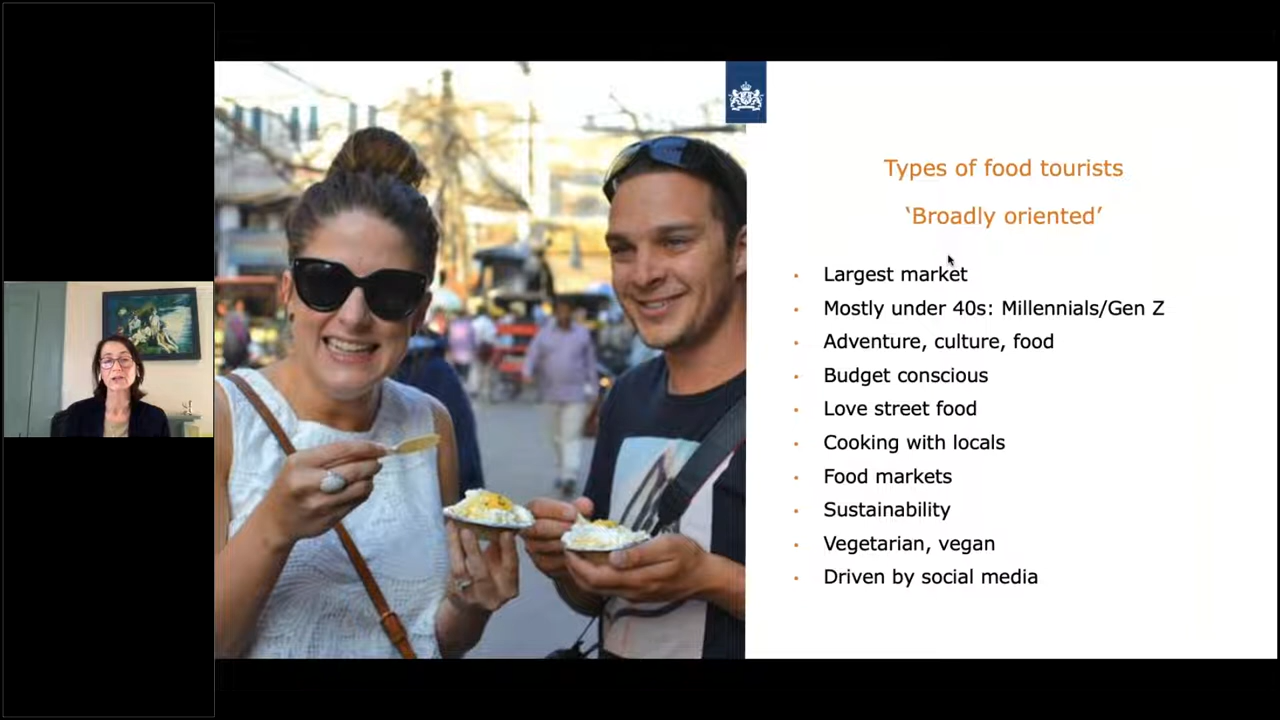 Types of food tourists
‘Broadly oriented’
• Largest market
• Mostly under 40s: Millennials/Gen Z
• Adventure, culture, food
• Budget conscious
• Love street food
• Cooking with locals
• Food markets
• Sustainability
• Vegetarian, vegan
• Driven by social media